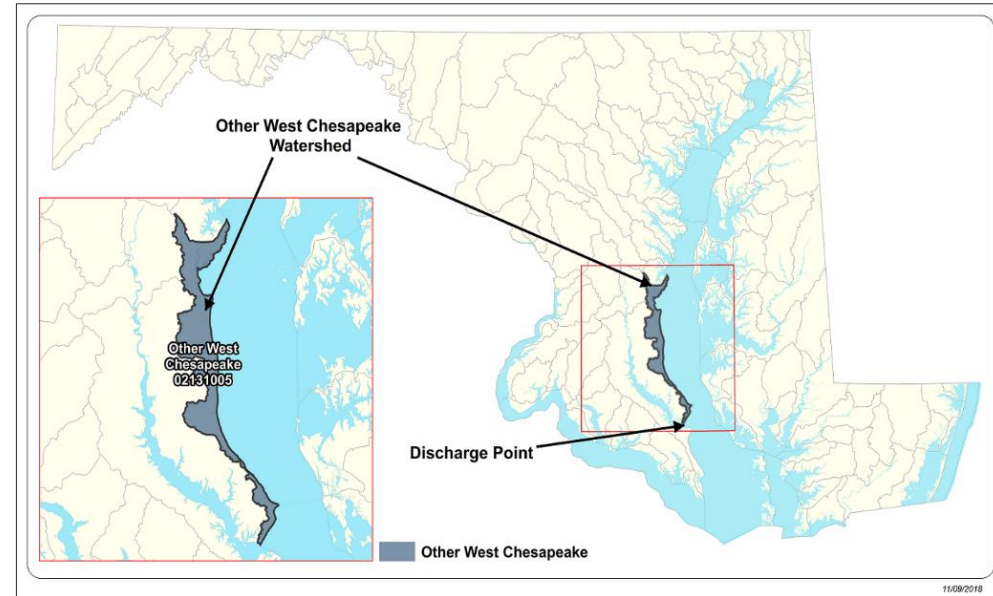 Other West Chesapeake
Watershed
Other West
Chesapeake
02131005
Discharge Point
Other West Chesapeake
11/09/2018